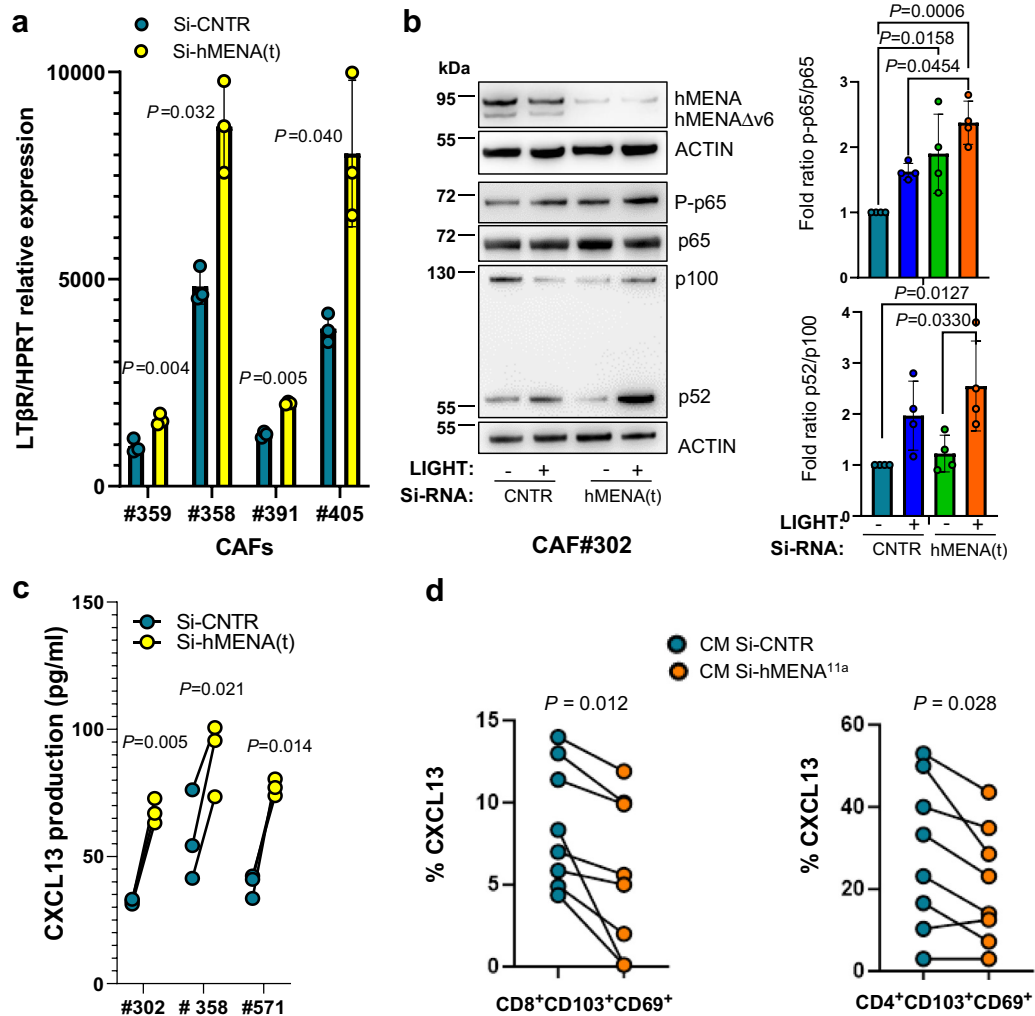 a
Si-CNTR
Si-hMENA(t)
LTβR/HPRT relative expression
10000
5000
0
P=0.004
P=0.032
P=0.005
P=0.040
#359 #358 #391 #405
CAFs
b
kDa
95
hMENA
hMENAΔv6
55
ACTIN
72
P-p65
72
p65
130
p100
p52
55
55
ACTIN
LIGHT: - + - +
Si-RNA: CNTR hMENA(t)
CAF#302
P=0.0006
P=0.0158
P=0.0454
Fold ratio p-p65/p65
3
2
1
0
P=0.0127
P=0.0330
Fold ratio p52/p100
4
3
2
1
0
LIGHT: - + - +
Si-RNA: CNTR hMENA(t)
c
Si-CNTR
Si-hMENA(t)
CXCL13 production (pg/ml)
150
100
50
0
P=0.005
P=0.021
P=0.014
#302 # 358 #571
d
CM Si-CNTR
CM Si-hMENA¹¹ᵃ
P = 0.012
% CXCL13
15
10
5
0
CD8⁺CD103⁺CD69⁺
P = 0.028
% CXCL13
60
40
20
0
CD4⁺CD103⁺CD69⁺